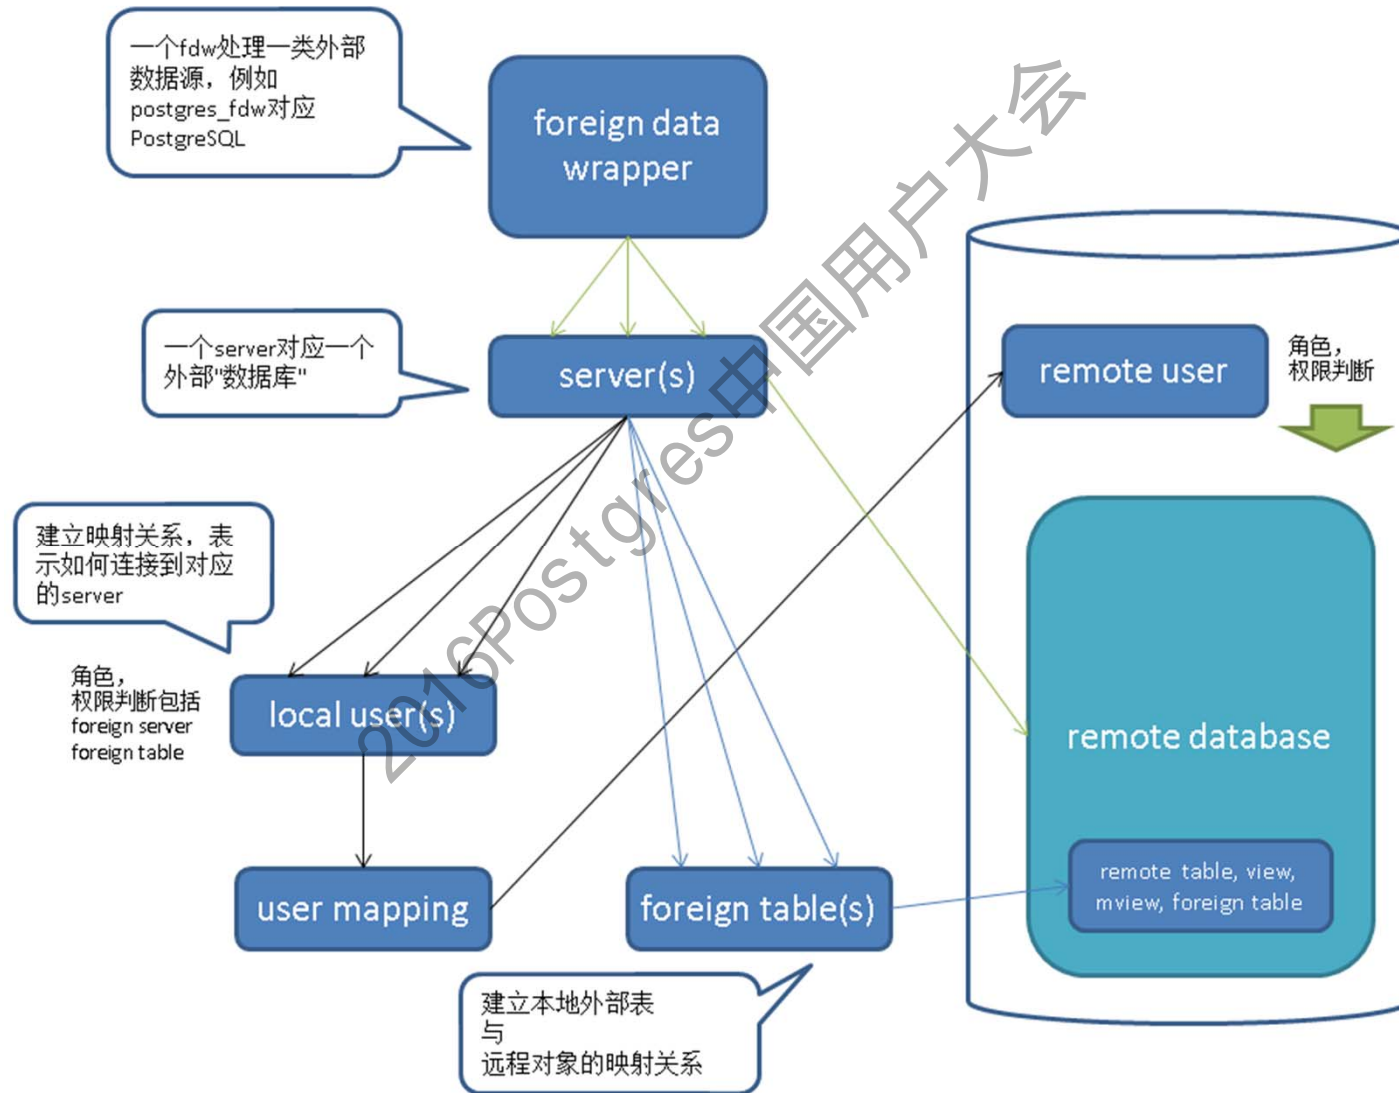 一个fdw处理一类外部
数据源，例如
postgres_fdw对应
PostgreSQL
foreign data
wrapper
一个server对应一个
外部"数据库"
server(s)
remote user
角色，
权限判断
建立映射关系，表
示如何连接到对应
的server
角色，
权限判断包括
foreign server
foreign table
local user(s)
remote database
user mapping
foreign table(s)
remote table, view,
mview, foreign table
建立本地外部表
与
远程对象的映射关系
2016Postgres中国用户大会